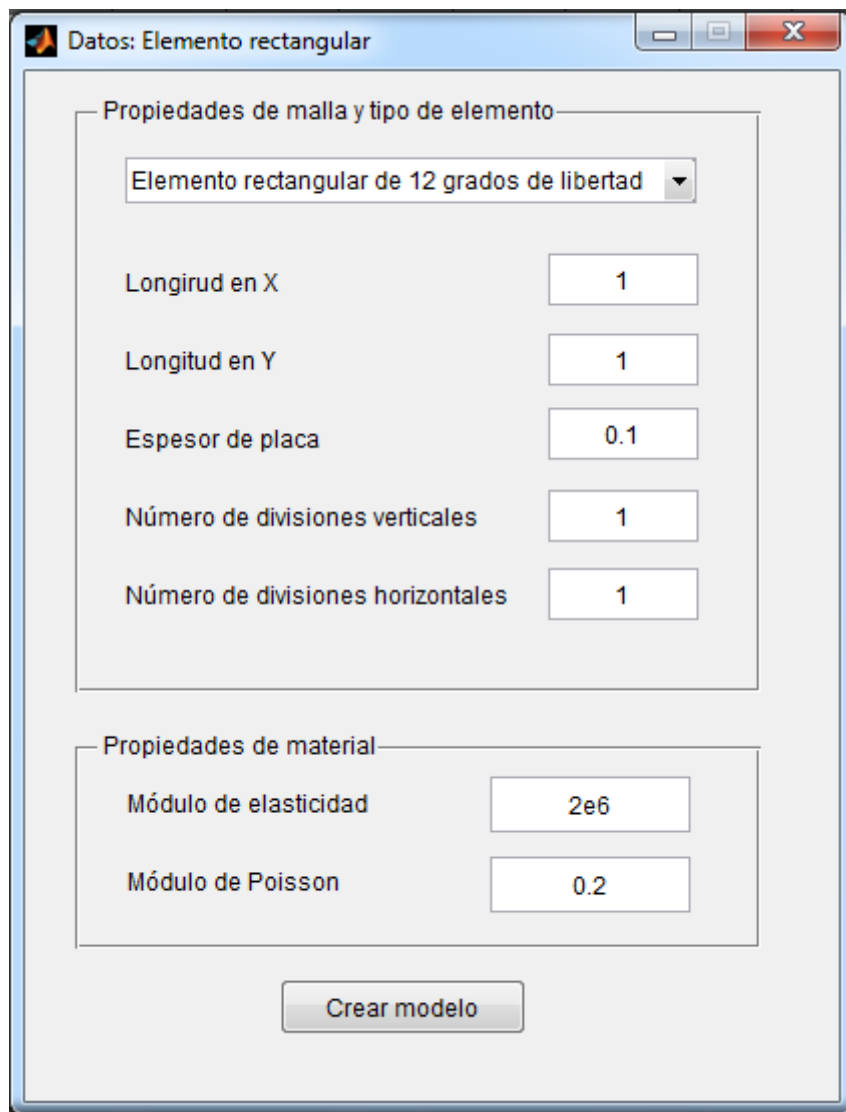 Datos: Elemento rectangular
Propiedades de malla y tipo de elemento
Elemento rectangular de 12 grados de libertad
Longirud en X 1
Longitud en Y 1
Espesor de placa 0.1
Número de divisiones verticales 1
Número de divisiones horizontales 1
Propiedades de material
Módulo de elasticidad 2e6
Módulo de Poisson 0.2
Crear modelo